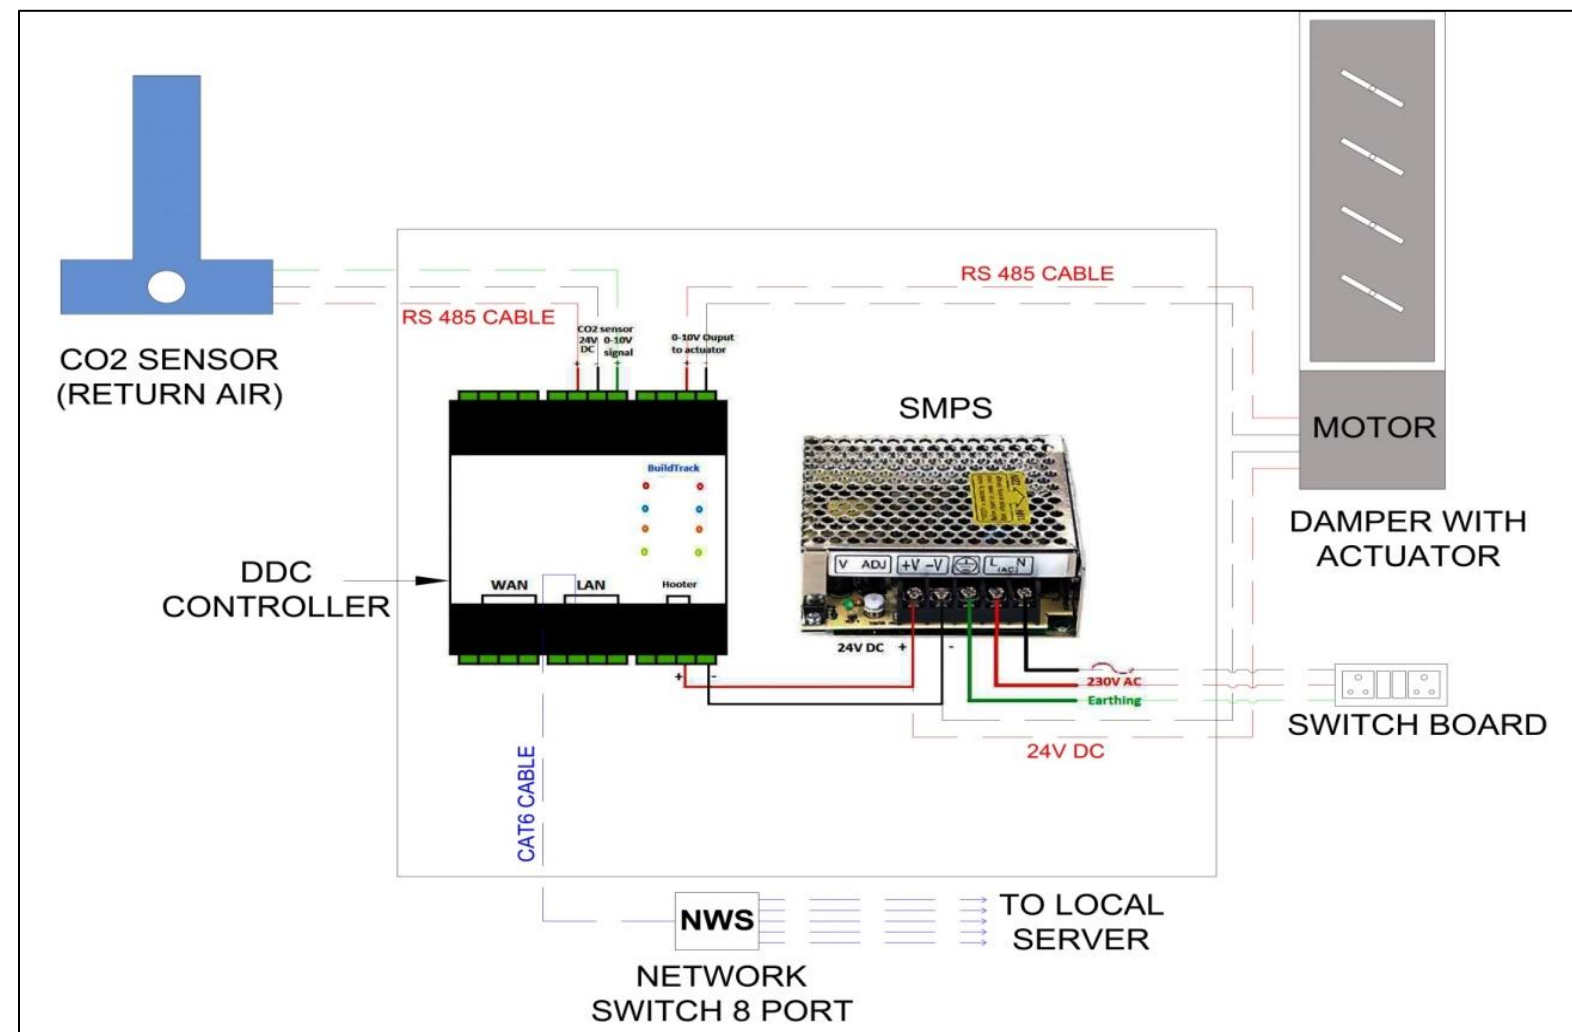 RS 485 CABLE
RS 485 CABLE
CO2 SENSOR
(RETURN AIR)
CO2 sensor
24V 0-10V
DC signal
+ - +
0-10V Ouput
to actuator
+ -
SMPS
MOTOR
DAMPER WITH
ACTUATOR
BuildTrack
DDC
CONTROLLER
WAN LAN Hooter
V ADJ +V -V L (AC) N
24V DC + -
+ -
230V AC
Earthing
SWITCH BOARD
24V DC
CAT6 CABLE
NWS
TO LOCAL
SERVER
NETWORK
SWITCH 8 PORT